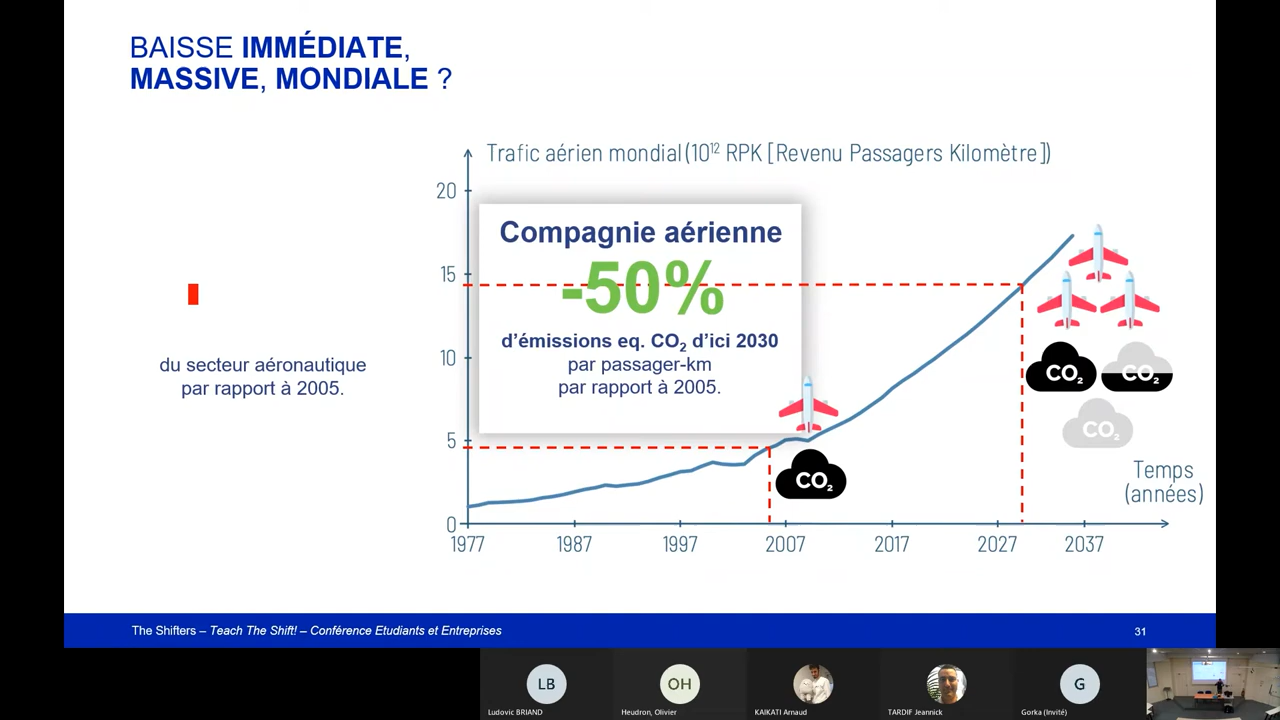 BAISSE IMMÉDIATE,
MASSIVE, MONDIALE ?
Trafic aérien mondial (10¹² RPK [Revenu Passagers Kilomètre])
20
15
10
5
0
Compagnie aérienne
-50%
d'émissions eq. CO₂ d'ici 2030
par passager-km
par rapport à 2005.
du secteur aéronautique
par rapport à 2005.
CO₂
CO₂
CO₂
CO₂
Temps
(années)
1977
1987
1997
2007
2017
2027
2037
The Shifters – Teach The Shift! – Conférence Etudiants et Entreprises
31
LB
OH
G
Ludovic BRIAND
Heudron, Olivier
KAIKATI Arnaud
TARDIF Jeannick
Gorka (Invité)